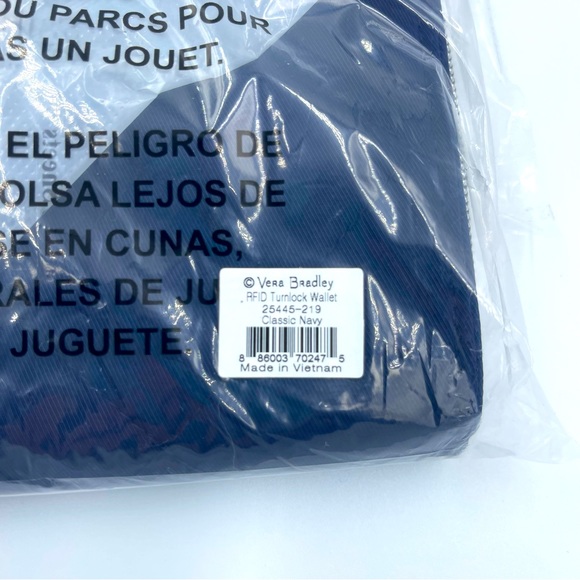 OU PARCS POUR
AS UN JOUET.
EL PELIGRO DE
OLSA LEJOS DE
SE EN CUNAS,
RALES DE JU
JUGUETE.
© Vera Bradley
, RFID Turnlock Wallet
25445-219
Classic Navy
8 86003 70247 5
Made in Vietnam